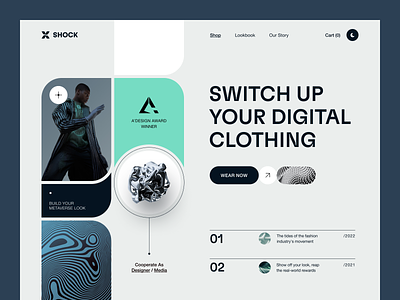 SHOCK
Shop
Lookbook
Our Story
Cart (0)
A'DESIGN AWARD
WINNER
SWITCH UP
YOUR DIGITAL
CLOTHING
WEAR NOW
BUILD YOUR
METAVERSE LOOK
Cooperate As
Designer / Media
01
The tides of the fashion
industry's movement
/2022
02
Show off your look, reap
the real-world rewards
/2021